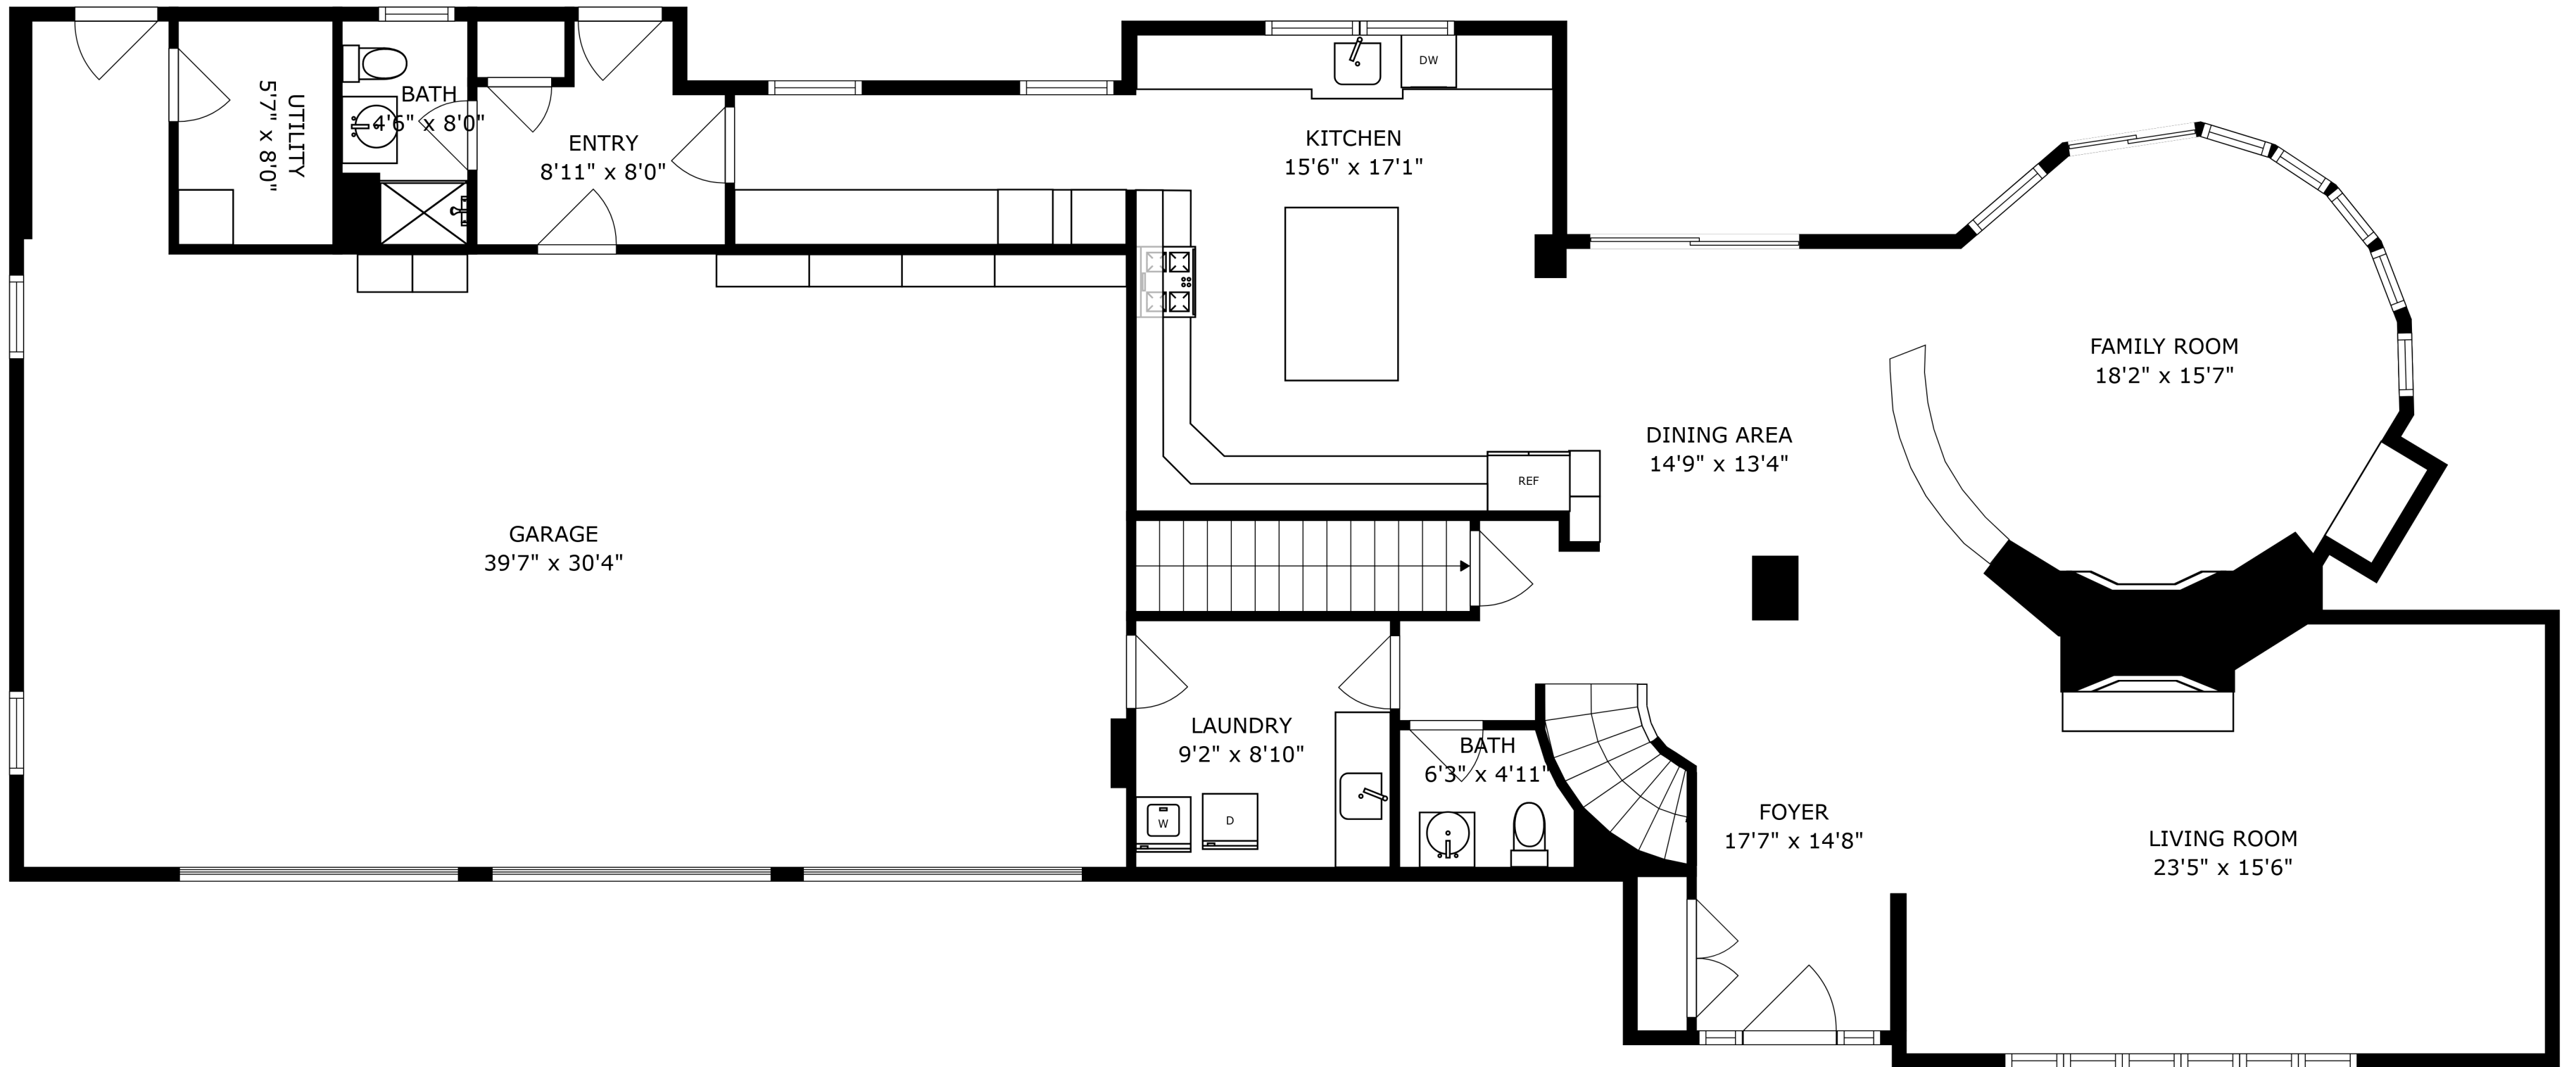 UTILITY
5'7" x 8'0"
BATH
4'6" x 8'0"
ENTRY
8'11" x 8'0"
KITCHEN
15'6" x 17'1"
DW
FAMILY ROOM
18'2" x 15'7"
DINING AREA
14'9" x 13'4"
REF
GARAGE
39'7" x 30'4"
LAUNDRY
9'2" x 8'10"
W
D
BATH
6'3" x 4'11"
FOYER
17'7" x 14'8"
LIVING ROOM
23'5" x 15'6"